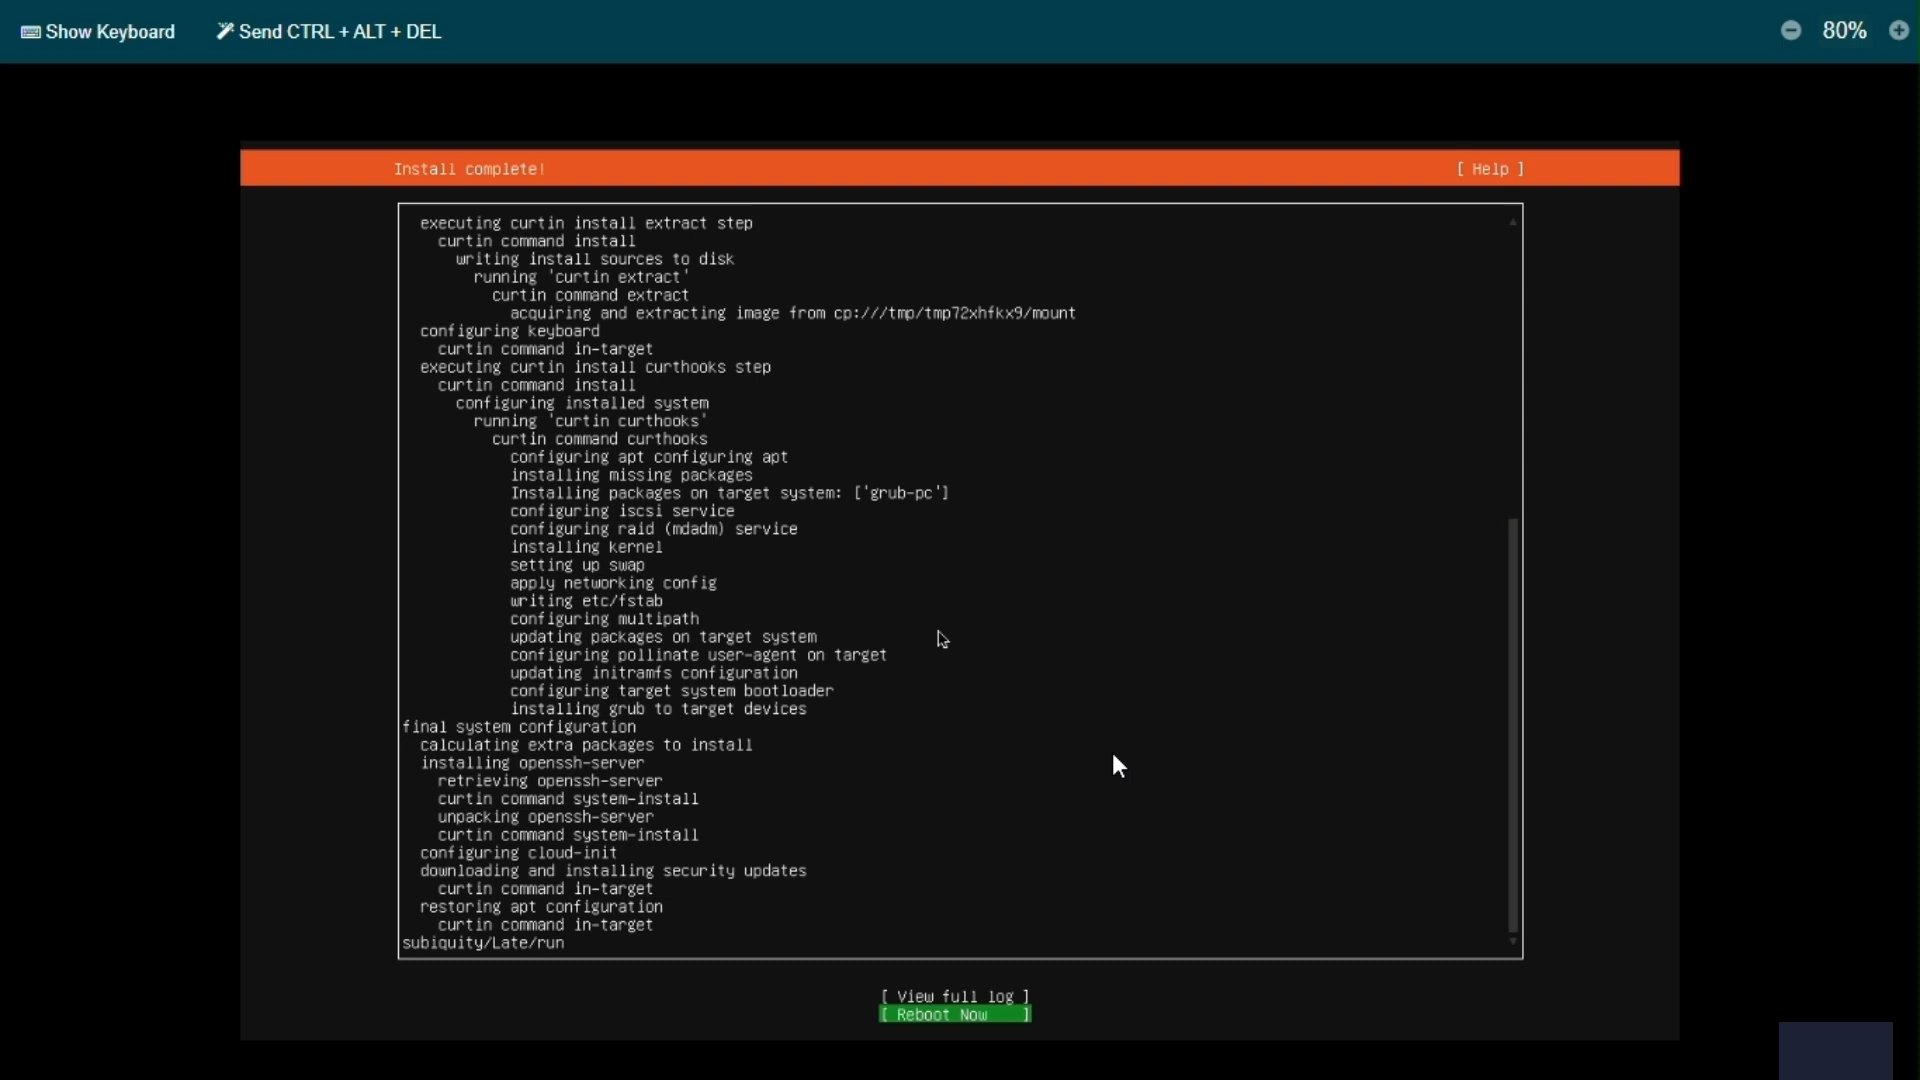 Show Keyboard
Send CTRL + ALT + DEL
80%
Install complete!
[ Help ]
executing curtin install extract step
curtin command install
writing install sources to disk
running 'curtin extract'
curtin command extract
acquiring and extracting image from cp:///tmp/tmp72xhfkx9/mount
configuring keyboard
curtin command in-target
executing curtin install curthooks step
curtin command install
configuring installed system
running 'curtin curthooks'
curtin command curthooks
configuring apt configuring apt
installing missing packages
Installing packages on target system: ['grub-pc']
configuring iscsi service
configuring raid (mdadm) service
installing kernel
setting up swap
apply networking config
writing etc/fstab
configuring multipath
updating packages on target system
configuring pollinate user-agent on target
updating initramfs configuration
configuring target system bootloader
installing grub to target devices
final system configuration
calculating extra packages to install
installing openssh-server
retrieving openssh-server
curtin command system-install
unpacking openssh-server
curtin command system-install
configuring cloud-init
downloading and installing security updates
curtin command in-target
restoring apt configuration
curtin command in-target
subiquity/Late/run
[ View full log ]
[ Reboot Now ]